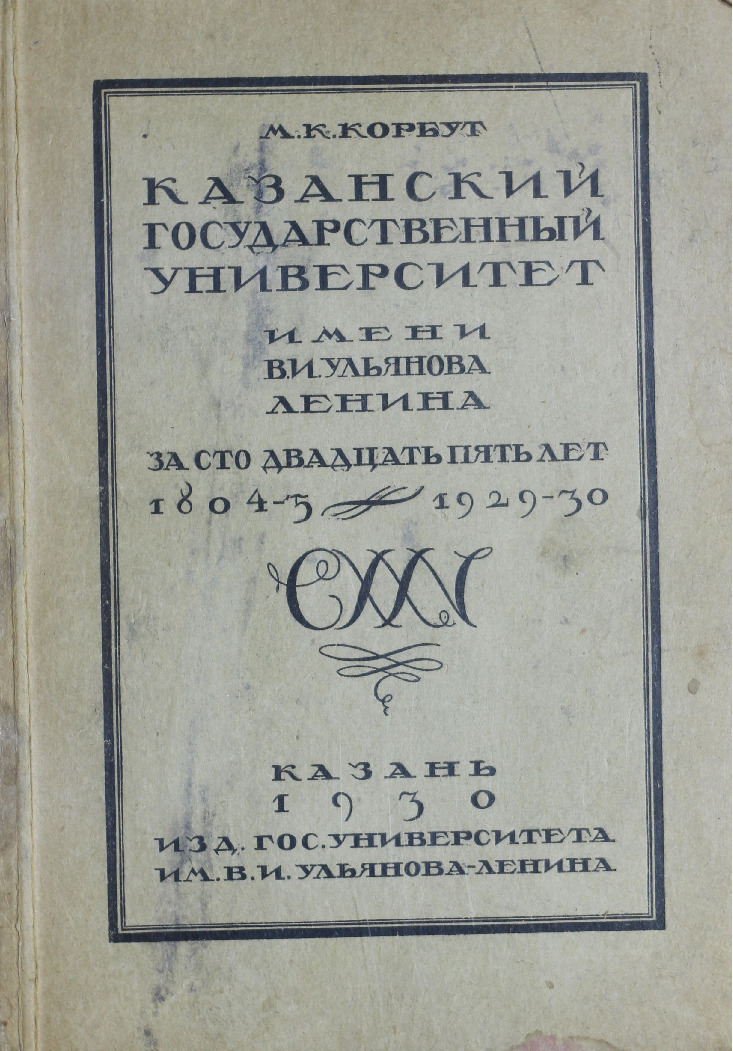 М.К.КОРБУТ
КАЗАНСКИЙ
ГОСУДАРСТВЕННЫЙ
УНИВЕРСИТЕТ
ИМЕНИ
В.И.УЛЬЯНОВА
ЛЕНИНА
ЗА СТО ДВАДЦАТЬ ПЯТЬ ЛЕТ
1804-5 1929-30
CXXV
КАЗАНЬ
1930
ИЗД. ГОС. УНИВЕРСИТЕТА
ИМ. В. И. УЛЬЯНОВА-ЛЕНИНА